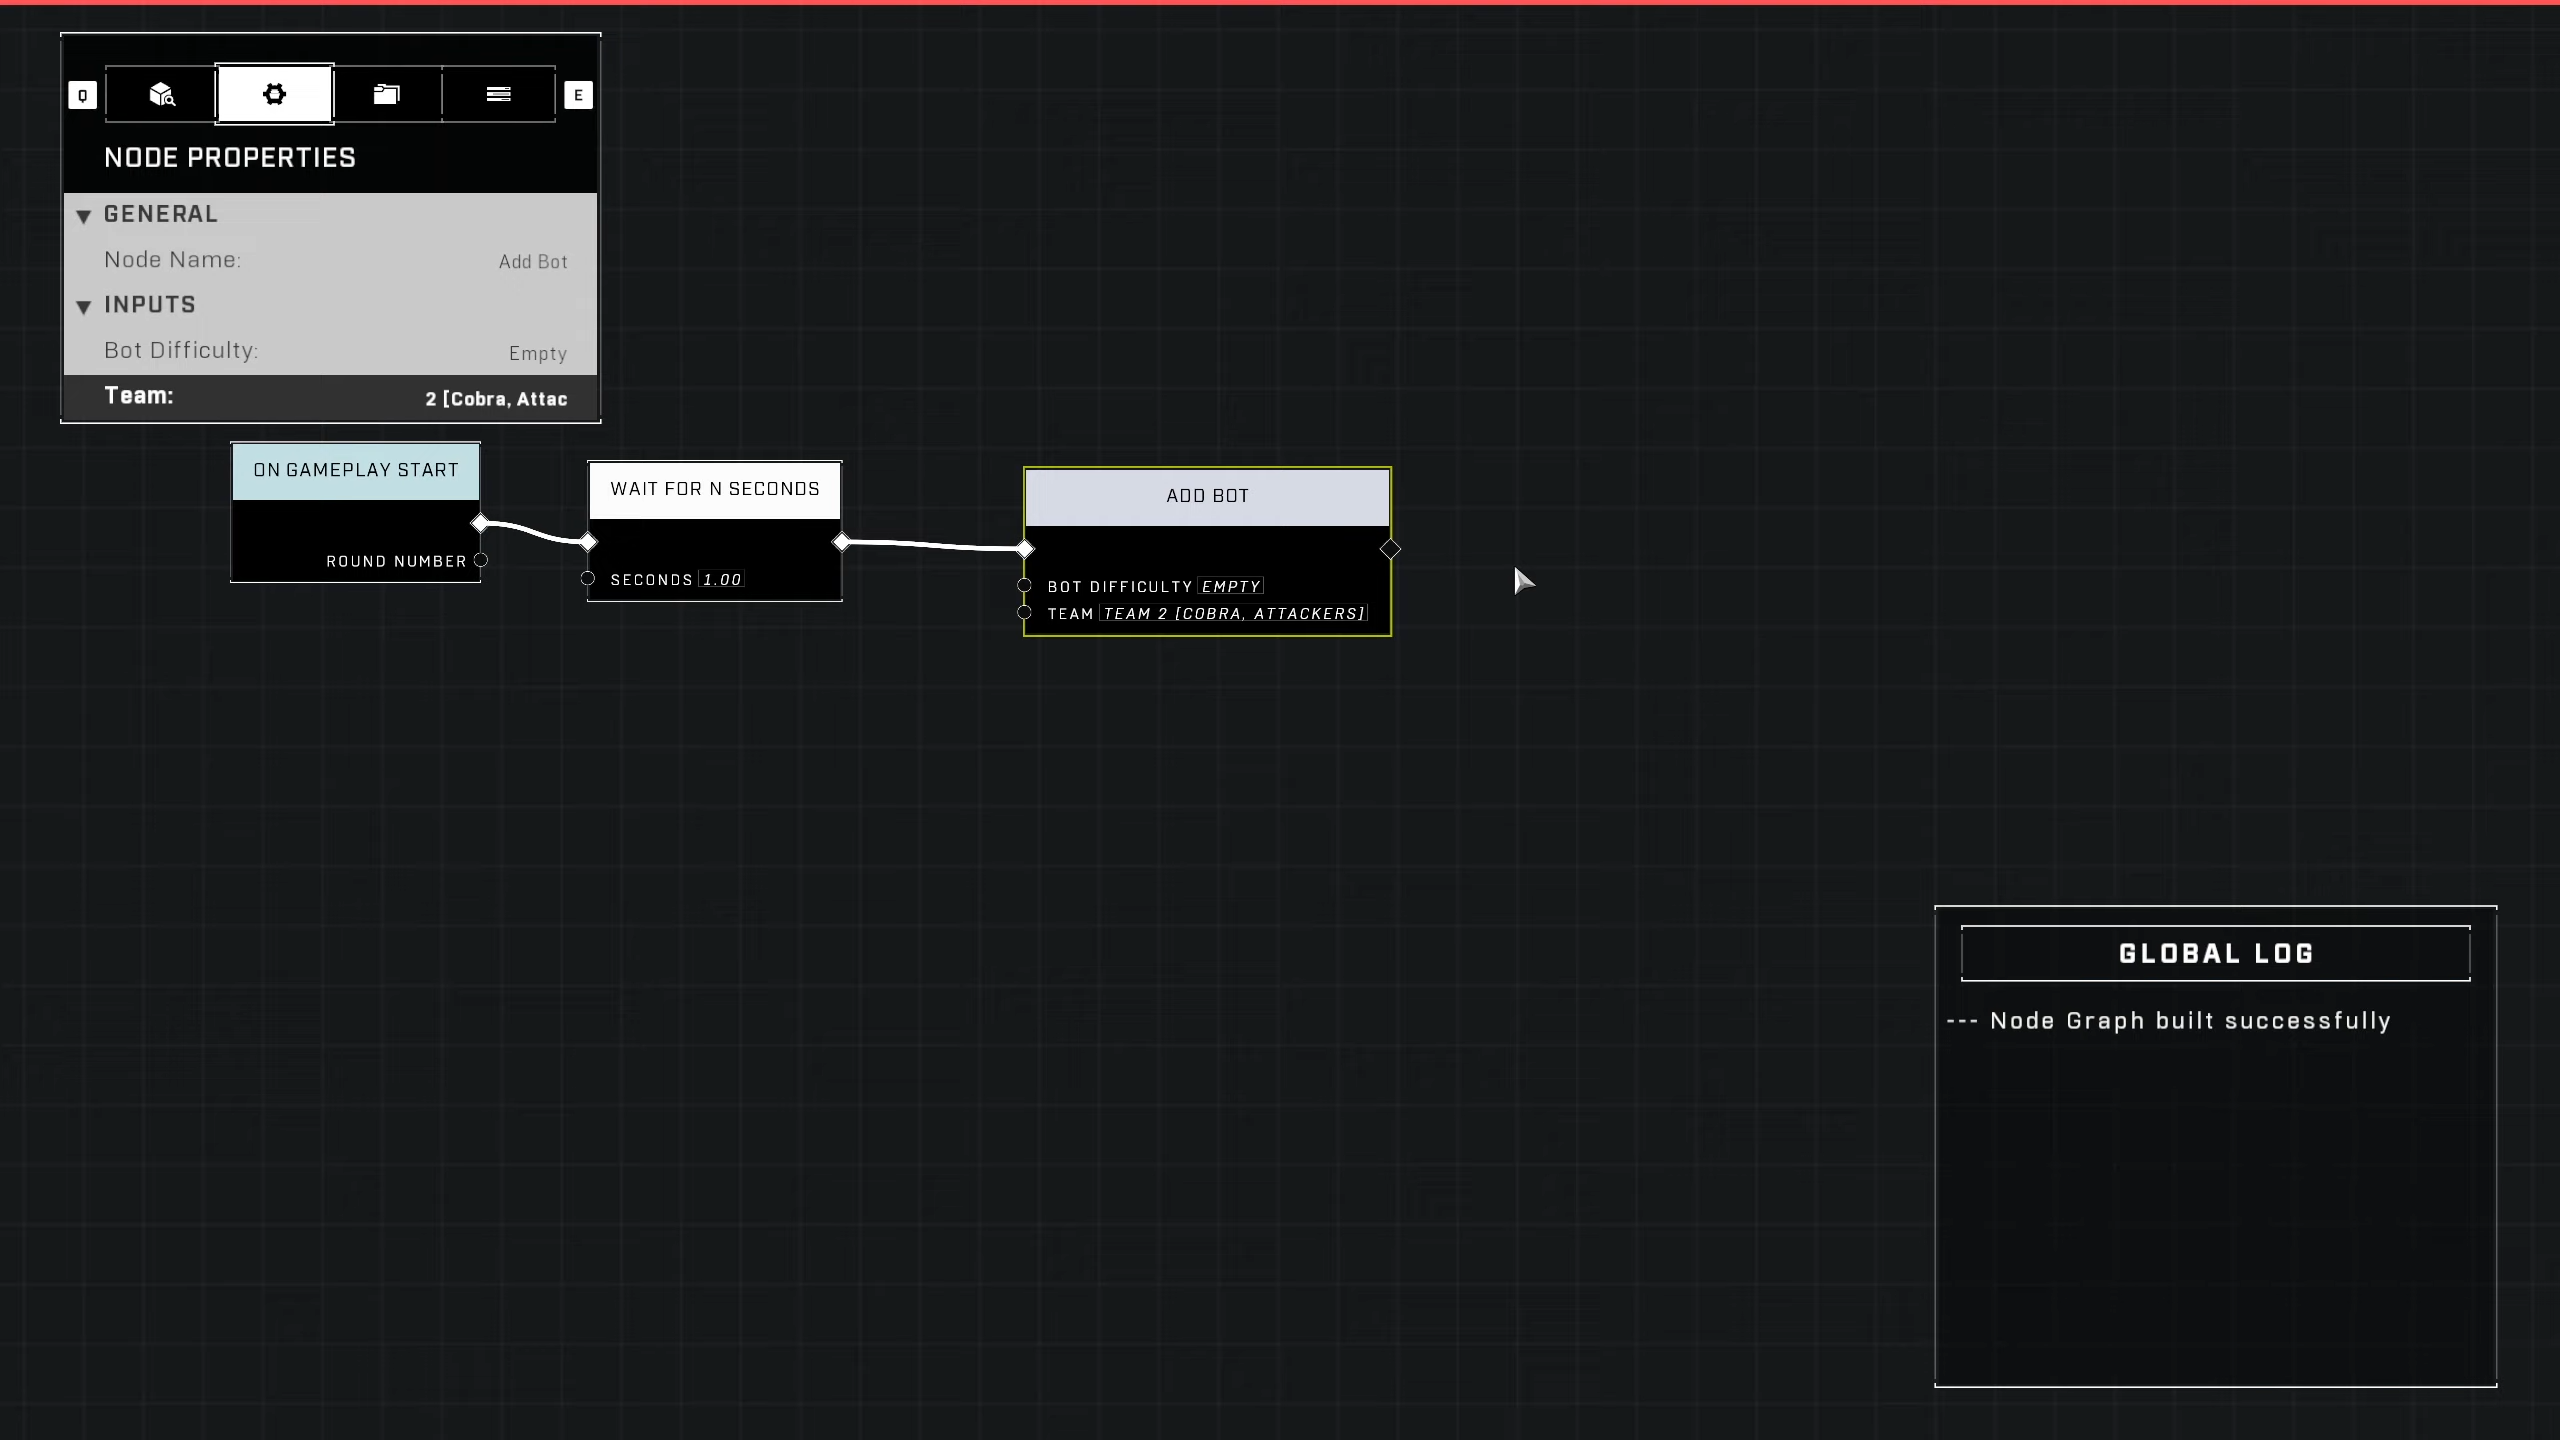 Q
E
NODE PROPERTIES
▼ GENERAL
Node Name: Add Bot
▼ INPUTS
Bot Difficulty: Empty
Team: 2 [Cobra, Attac
ON GAMEPLAY START
ROUND NUMBER
WAIT FOR N SECONDS
SECONDS 1.00
ADD BOT
BOT DIFFICULTY EMPTY
TEAM TEAM 2 [COBRA, ATTACKERS]
GLOBAL LOG
--- Node Graph built successfully